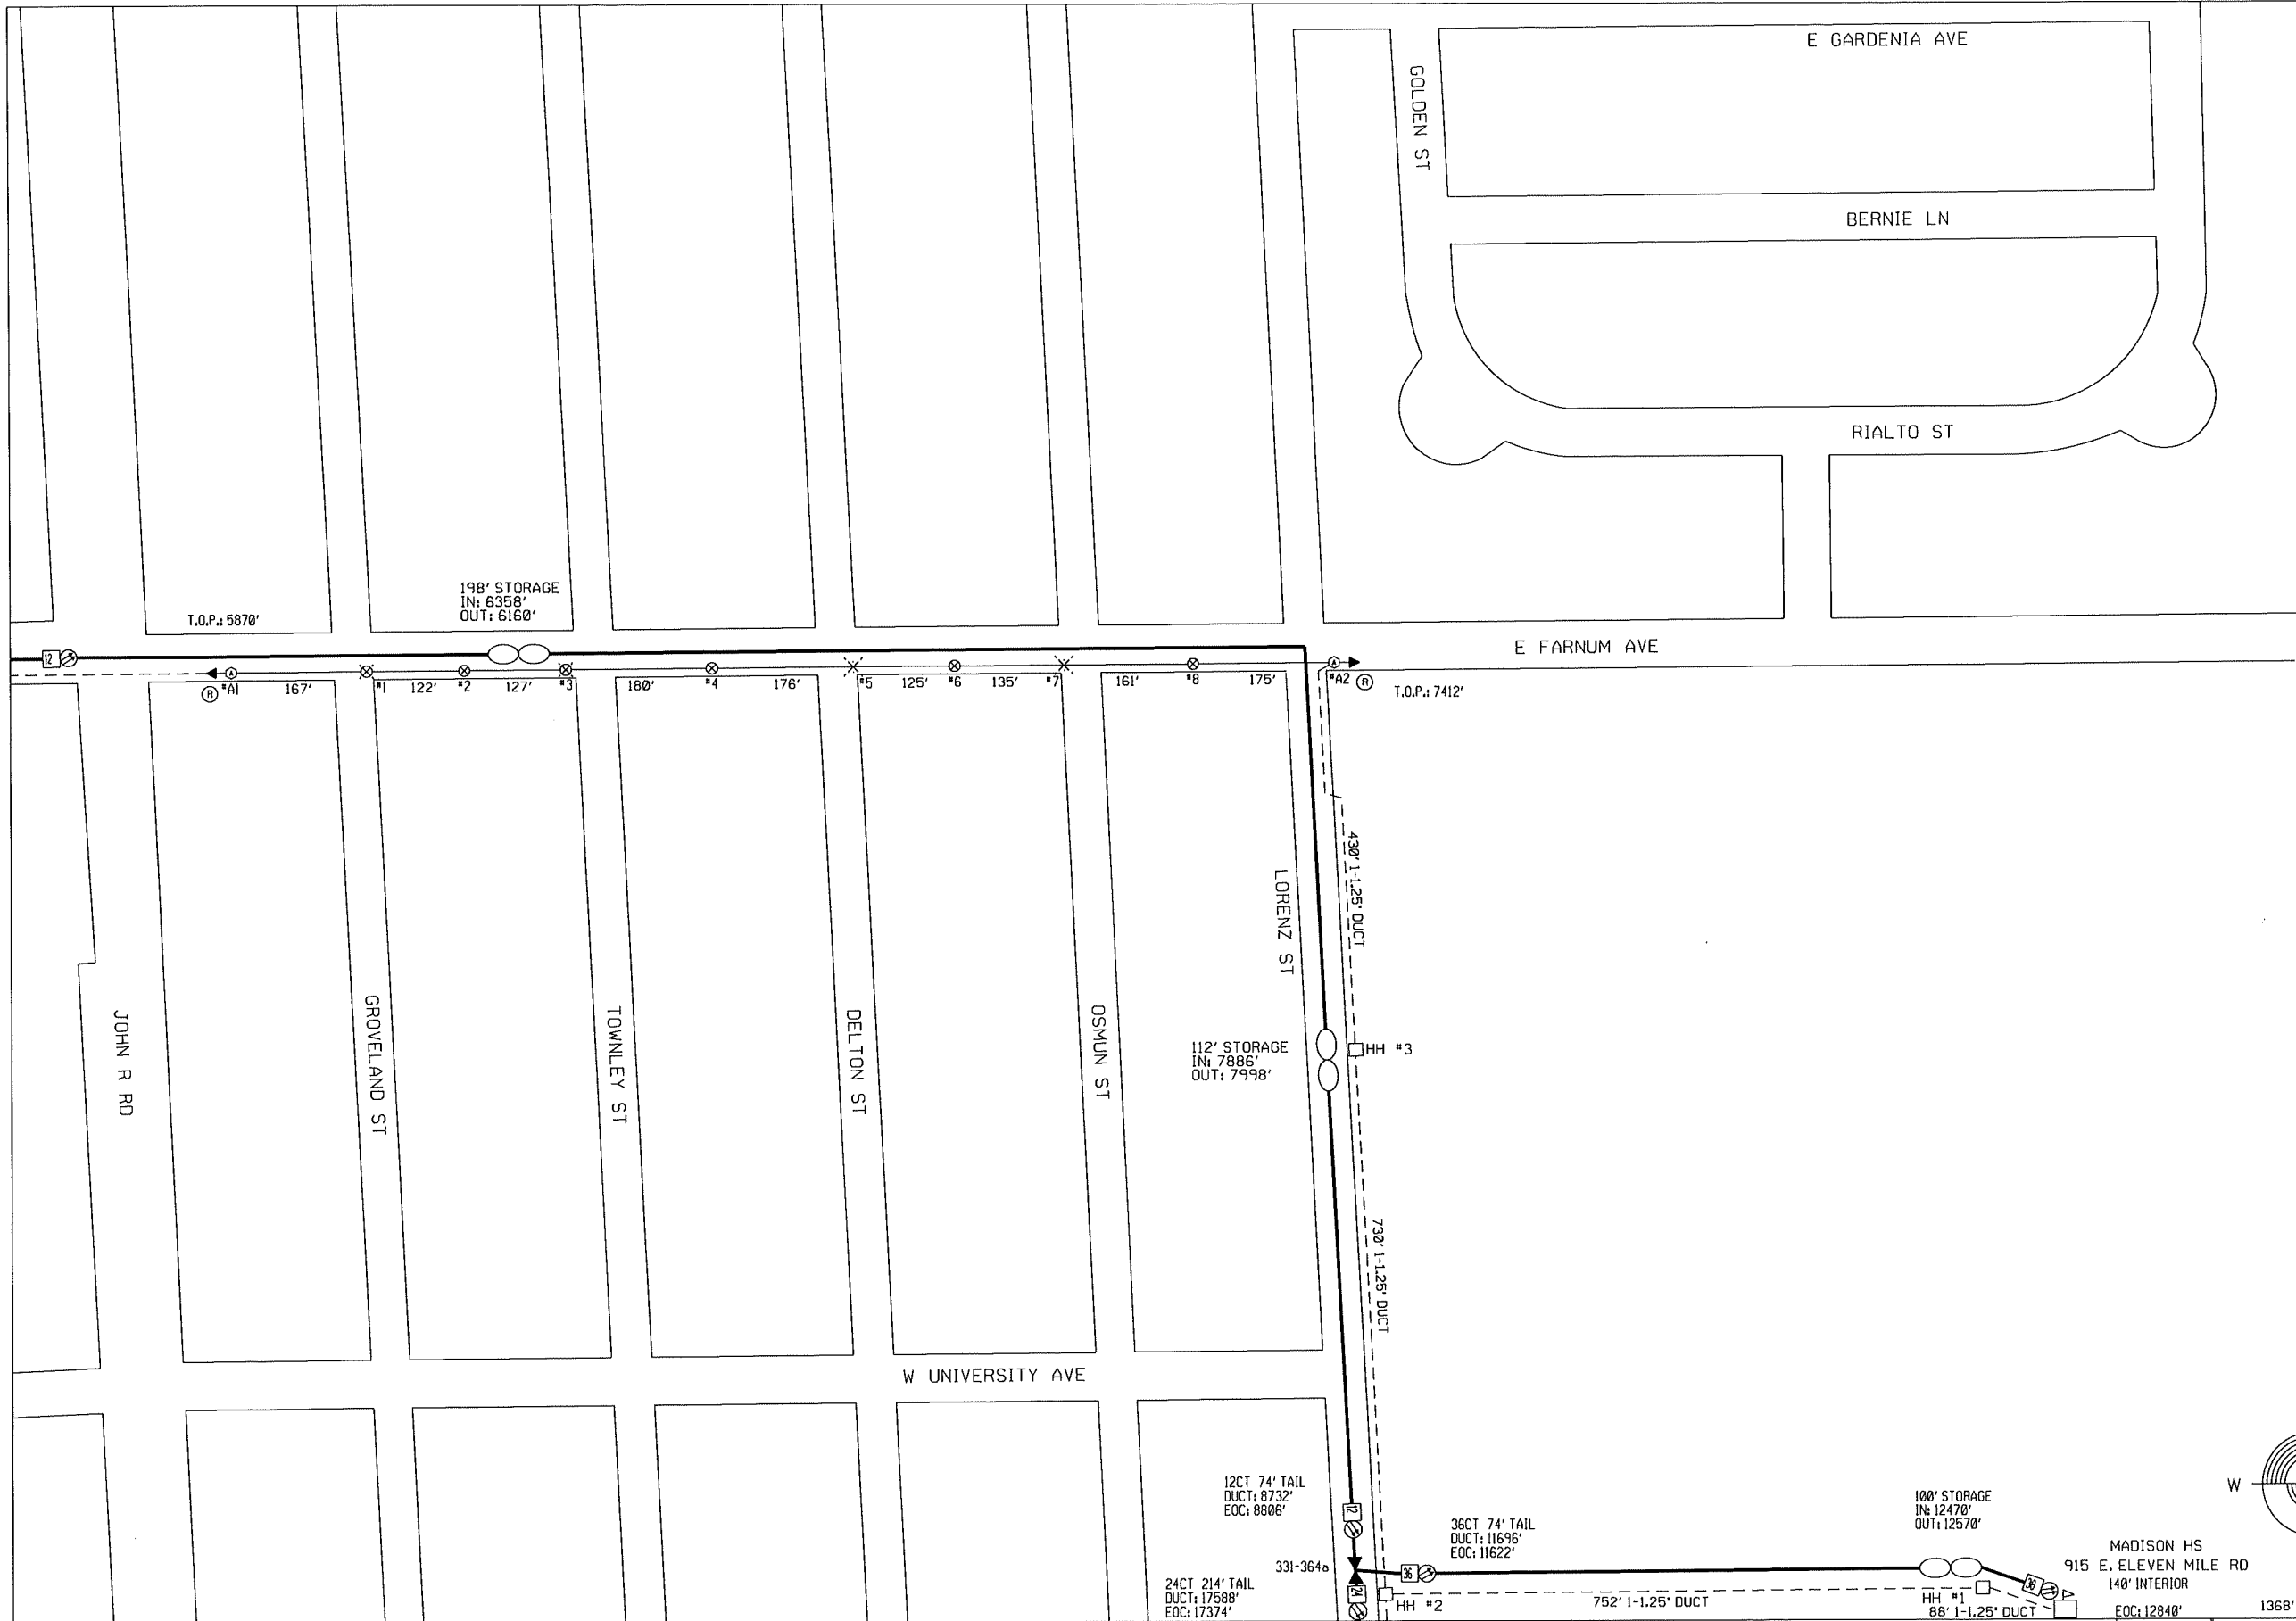 E GARDENIA AVE
GOLDEN ST
BERNIE LN
RIALTO ST
198' STORAGE
IN: 6358'
OUT: 6160'
T.O.P.: 5870'
E FARNUM AVE
12
A
R
#A1
167'
#1
122'
#2
127'
#3
180'
#4
176'
#5
125'
#6
135'
#7
161'
#8
175'
A
#A2
R
T.O.P.: 7412'
430' 1-1.25" DUCT
LORENZ ST
JOHN R RD
GROVELAND ST
TOWNLEY ST
DELTON ST
OSMUN ST
112' STORAGE
IN: 7886'
OUT: 7998'
HH #3
730' 1-1.25" DUCT
W UNIVERSITY AVE
12CT 74' TAIL
DUCT: 8732'
EOC: 8806'
12
W
100' STORAGE
IN: 12470'
OUT: 12570'
36CT 74' TAIL
DUCT: 11696'
EOC: 11622'
MADISON HS
915 E. ELEVEN MILE RD
140' INTERIOR
EOC: 12840'
331-364a
36
36
24CT 214' TAIL
DUCT: 17588'
EOC: 17374'
24
HH #2
752' 1-1.25" DUCT
HH #1
88' 1-1.25" DUCT
1368'